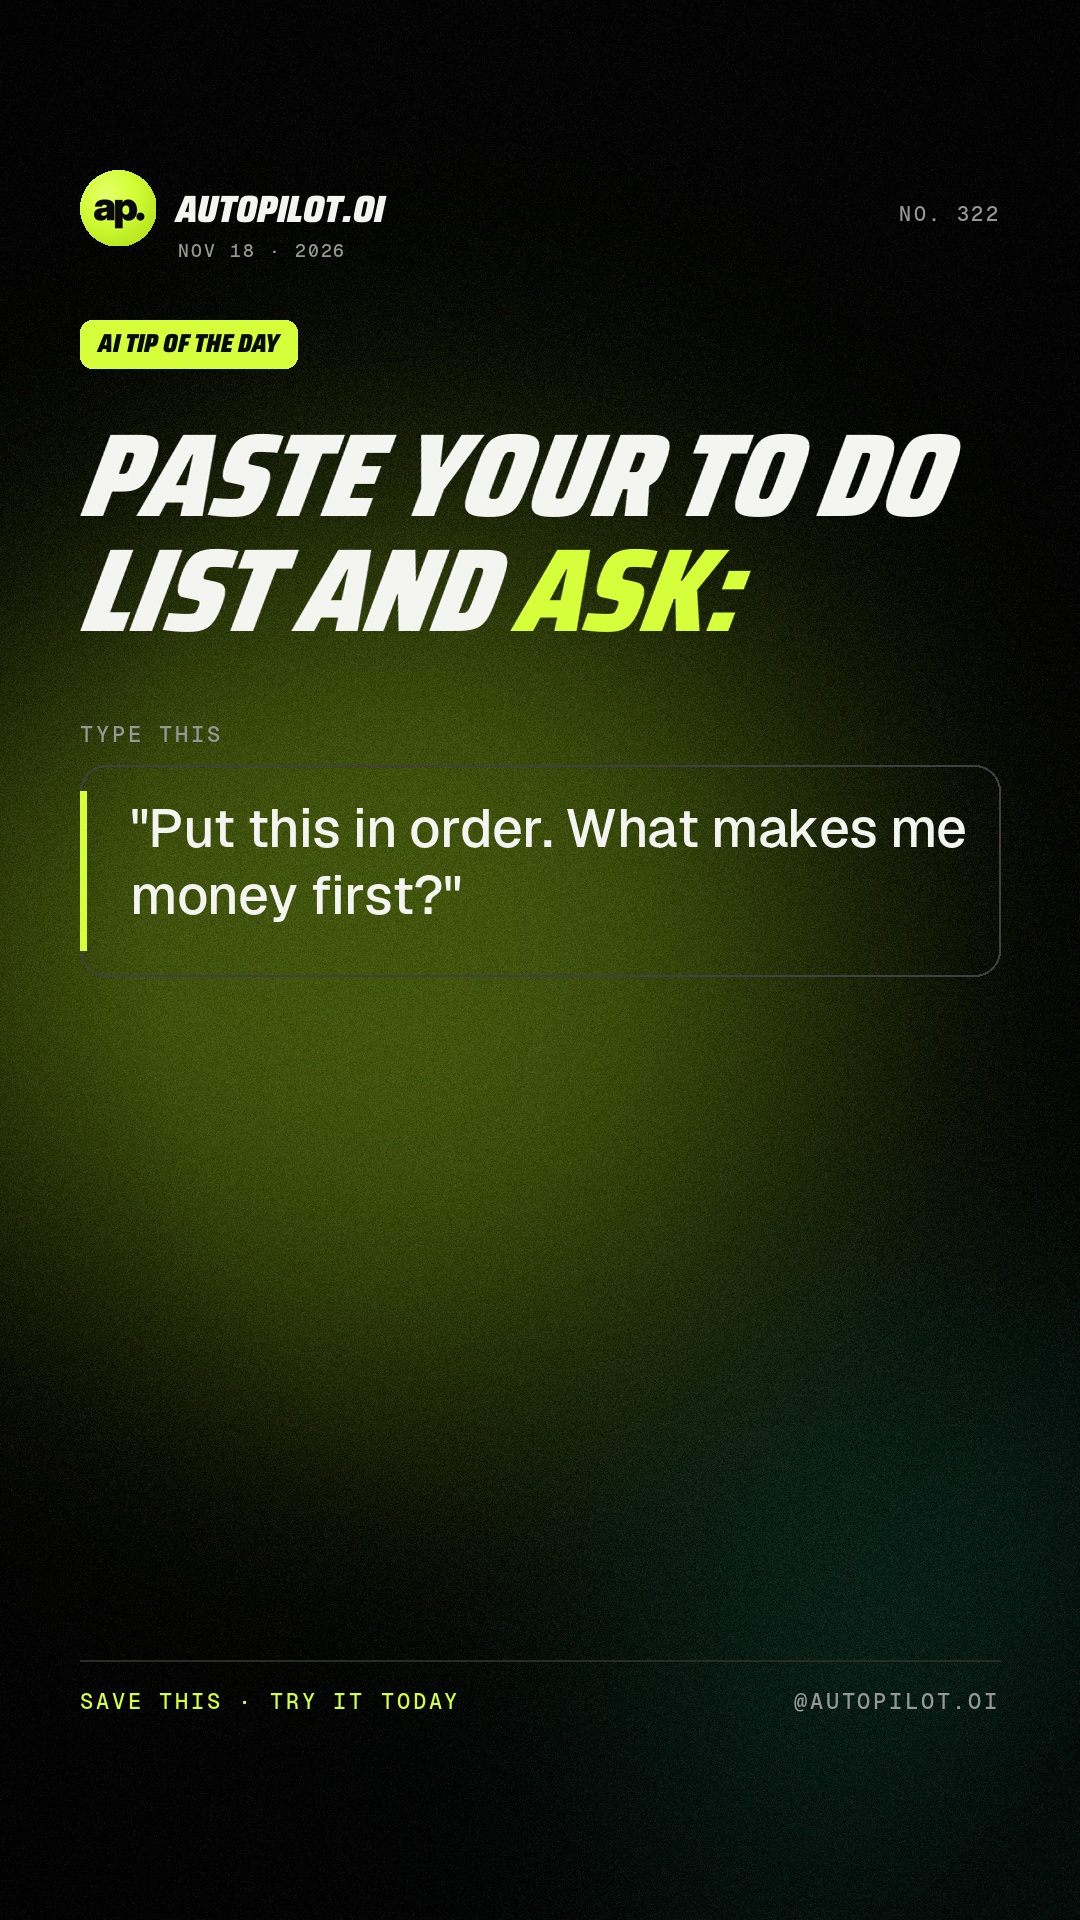 ap.
AUTOPILOT.OI
NO. 322
NOV 18 · 2026
AI TIP OF THE DAY
PASTE YOUR TO DO
LIST AND ASK:
TYPE THIS
"Put this in order. What makes me
money first?"
SAVE THIS · TRY IT TODAY
@AUTOPILOT.OI